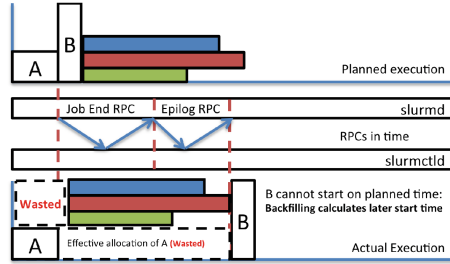 A
B
Planned execution
Job End RPC
Epilog RPC
slurmd
RPCs in time
slurmctld
Wasted
B cannot start on planned time:
Backfilling calculates later start time
B
A
Effective allocation of A (Wasted)
Actual Execution